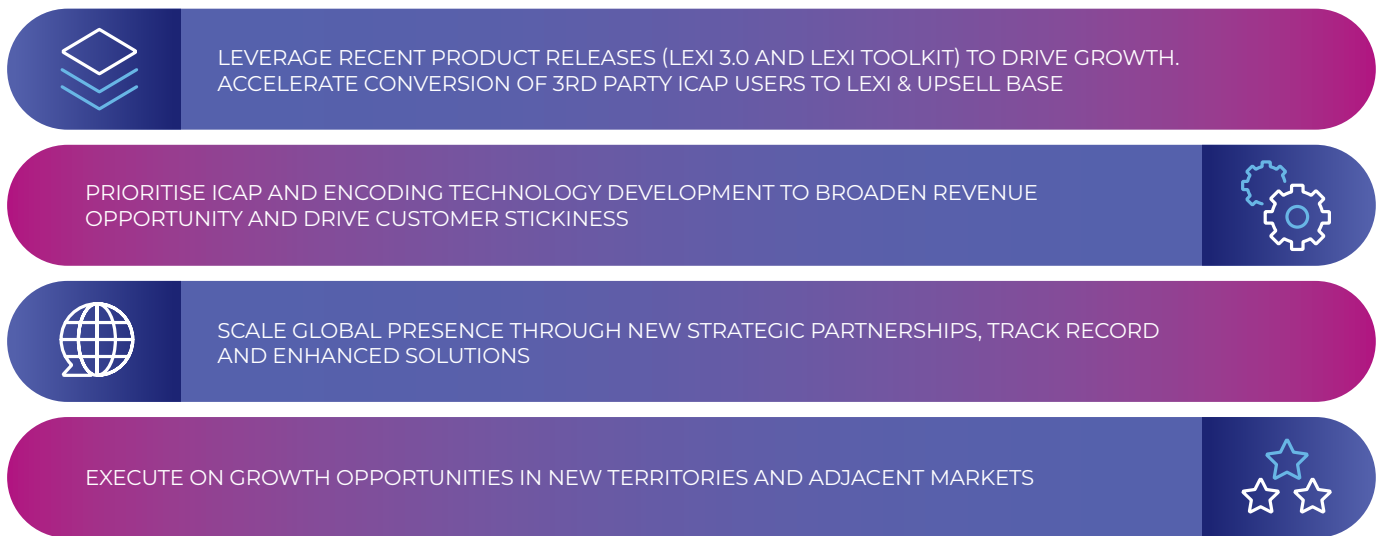 LEVERAGE RECENT PRODUCT RELEASES (LEXI 3.0 AND LEXI TOOLKIT) TO DRIVE GROWTH.
ACCELERATE CONVERSION OF 3RD PARTY ICAP USERS TO LEXI & UPSELL BASE
PRIORITISE ICAP AND ENCODING TECHNOLOGY DEVELOPMENT TO BROADEN REVENUE
OPPORTUNITY AND DRIVE CUSTOMER STICKINESS
SCALE GLOBAL PRESENCE THROUGH NEW STRATEGIC PARTNERSHIPS, TRACK RECORD
AND ENHANCED SOLUTIONS
EXECUTE ON GROWTH OPPORTUNITIES IN NEW TERRITORIES AND ADJACENT MARKETS